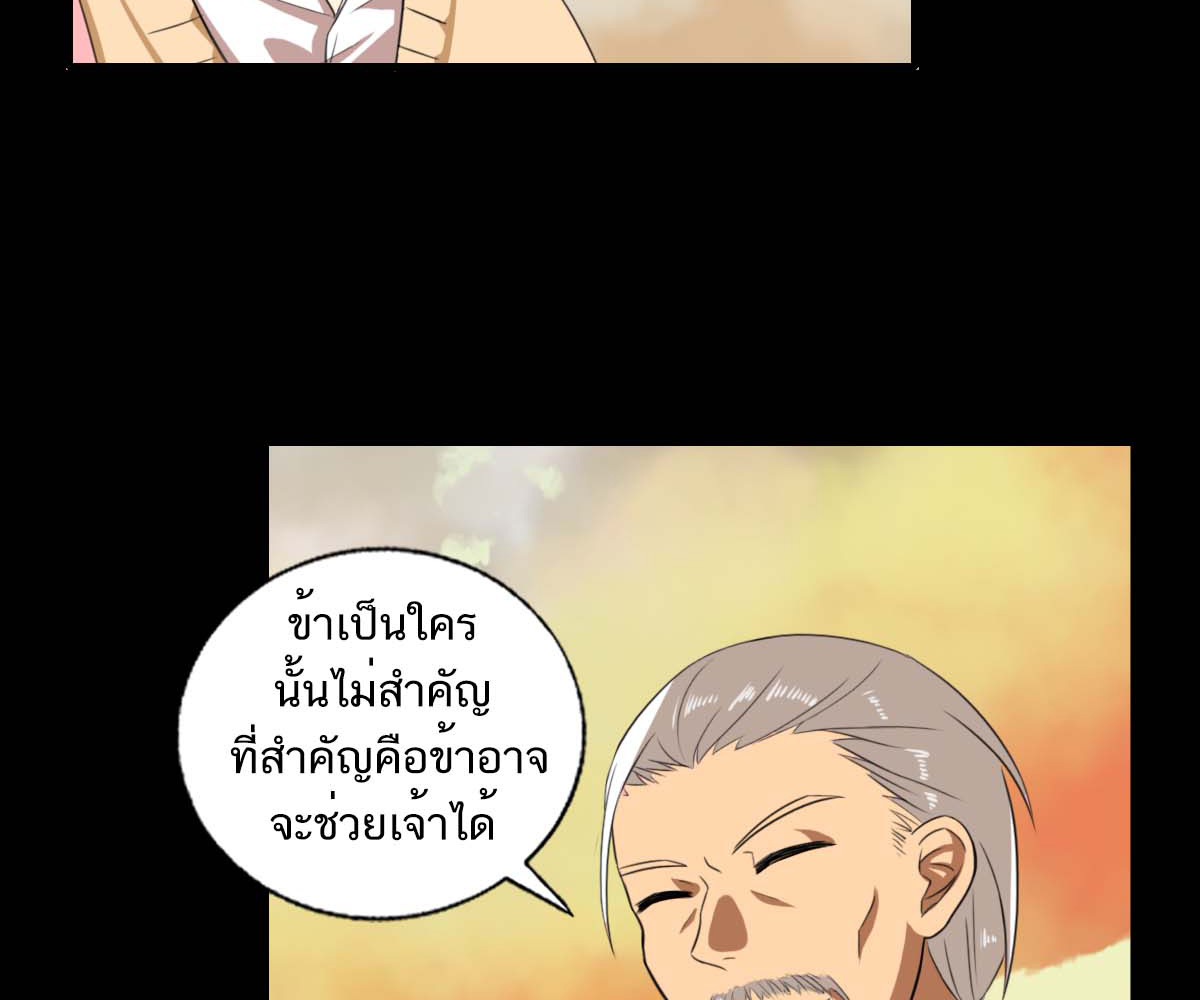 ข้าเป็นใคร
นั้นไม่สำคัญ
ที่สำคัญคือข้าอาจ
จะช่วยเจ้าได้